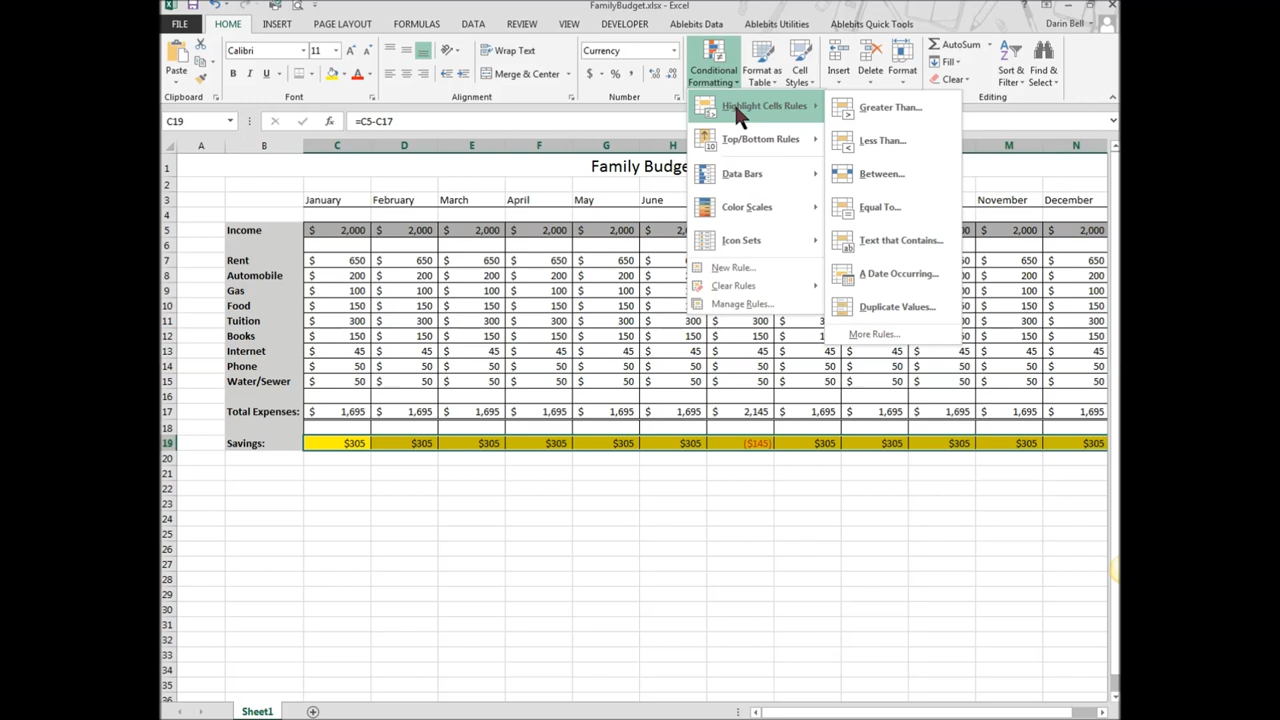 FamilyBudget.xlsx - Excel
FILE HOME INSERT PAGE LAYOUT FORMULAS DATA REVIEW VIEW DEVELOPER Ablebits Data Ablebits Utilities Ablebits Quick Tools Darin Bell
Paste Calibri 11 Wrap Text Currency Conditional Formatting Format as Table Cell Styles Insert Delete Format AutoSum Sort & Filter Find & Select
B I U Merge & Center $ % Fill
Clear
Clipboard Font Alignment Number Editing
C19 =C5-C17
Highlight Cells Rules
Top/Bottom Rules
Data Bars
Color Scales
Icon Sets
New Rule...
Clear Rules
Manage Rules...
Greater Than...
Less Than...
Between...
Equal To...
Text that Contains...
A Date Occurring...
Duplicate Values...
More Rules...
A B C D E F G H M N
1 Family Budge
2
3 January February March April May June November December
4
5 Income $ 2,000 $ 2,000 $ 2,000 $ 2,000 $ 2,000 $ 2,0 2,000 $ 2,000
6
7 Rent $ 650 $ 650 $ 650 $ 650 $ 650 $ 6 650 $ 650
8 Automobile $ 200 $ 200 $ 200 $ 200 $ 200 $ 2 200 $ 200
9 Gas $ 100 $ 100 $ 100 $ 100 $ 100 $ 1 100 $ 100
10 Food $ 150 $ 150 $ 150 $ 150 $ 150 $ 1 150 $ 150
11 Tuition $ 300 $ 300 $ 300 $ 300 $ 300 $ 300 $ 300 $ 3 300 $ 300
12 Books $ 150 $ 150 $ 150 $ 150 $ 150 $ 150 $ 150 $ 1 150 $ 150
13 Internet $ 45 $ 45 $ 45 $ 45 $ 45 $ 45 $ 45 $ 45 $ 45 $ 45 $ 45 $ 45
14 Phone $ 50 $ 50 $ 50 $ 50 $ 50 $ 50 $ 50 $ 50 $ 50 $ 50 $ 50 $ 50
15 Water/Sewer $ 50 $ 50 $ 50 $ 50 $ 50 $ 50 $ 50 $ 50 $ 50 $ 50 $ 50 $ 50
16
17 Total Expenses: $ 1,695 $ 1,695 $ 1,695 $ 1,695 $ 1,695 $ 1,695 $ 2,145 $ 1,695 $ 1,695 $ 1,695 $ 1,695 $ 1,695
18
19 Savings: $305 $305 $305 $305 $305 $305 ($145) $305 $305 $305 $305 $305
20
21
22
23
24
25
26
27
28
29
30
31
32
33
34
35
Sheet1